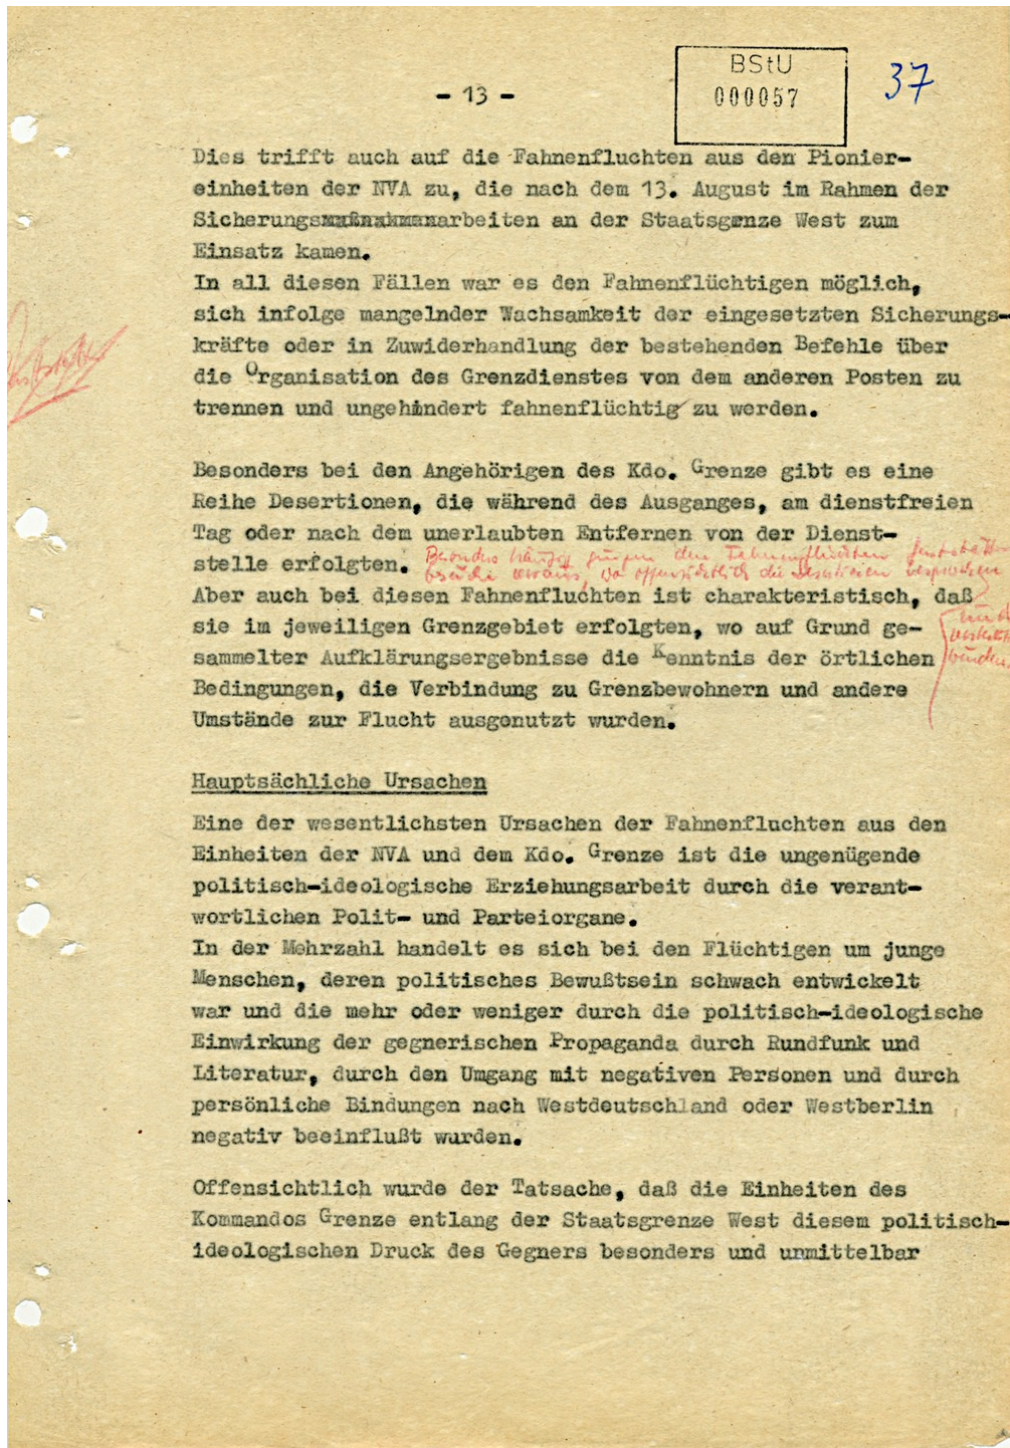 BStU
000057
37
- 13 -
Dies trifft auch auf die Fahnenfluchten aus den Pionier-
einheiten der NVA zu, die nach dem 13. August im Rahmen der
Sicherungsmaßnahmenarbeiten an der Staatsgrnze West zum
Einsatz kamen.
In all diesen Fällen war es den Fahnenflüchtigen möglich,
sich infolge mangelnder Wachsamkeit der eingesetzten Sicherungs-
kräfte oder in Zuwiderhandlung der bestehenden Befehle über
die Organisation des Grenzdienstes von dem anderen Posten zu
trennen und ungehindert fahnenflüchtig zu werden.
Besonders bei den Angehörigen des Kdo. Grenze gibt es eine
Reihe Desertionen, die während des Ausganges, am dienstfreien
Tag oder nach dem unerlaubten Entfernen von der Dienst-
stelle erfolgten. Besonders häufig gingen den Fahnenfluchten
voraus, wo offensichtlich die
Aber auch bei diesen Fahnenfluchten ist charakteristisch, daß
und
sie im jeweiligen Grenzgebiet erfolgten, wo auf Grund ge-
sammelter Aufklärungsergebnisse die Kenntnis der örtlichen
wurden.
Bedingungen, die Verbindung zu Grenzbewohnern und andere
Umstände zur Flucht ausgenutzt wurden.
Hauptsächliche Ursachen
Eine der wesentlichsten Ursachen der Fahnenfluchten aus den
Einheiten der NVA und dem Kdo. Grenze ist die ungenügende
politisch-ideologische Erziehungsarbeit durch die verant-
wortlichen Polit- und Parteiorgane.
In der Mehrzahl handelt es sich bei den Flüchtigen um junge
Menschen, deren politisches Bewußtsein schwach entwickelt
war und die mehr oder weniger durch die politisch-ideologische
Einwirkung der gegnerischen Propaganda durch Rundfunk und
Literatur, durch den Umgang mit negativen Personen und durch
persönliche Bindungen nach Westdeutschland oder Westberlin
negativ beeinflußt wurden.
Offensichtlich wurde der Tatsache, daß die Einheiten des
Kommandos Grenze entlang der Staatsgrenze West diesem politisch-
ideologischen Druck des Gegners besonders und unmittelbar